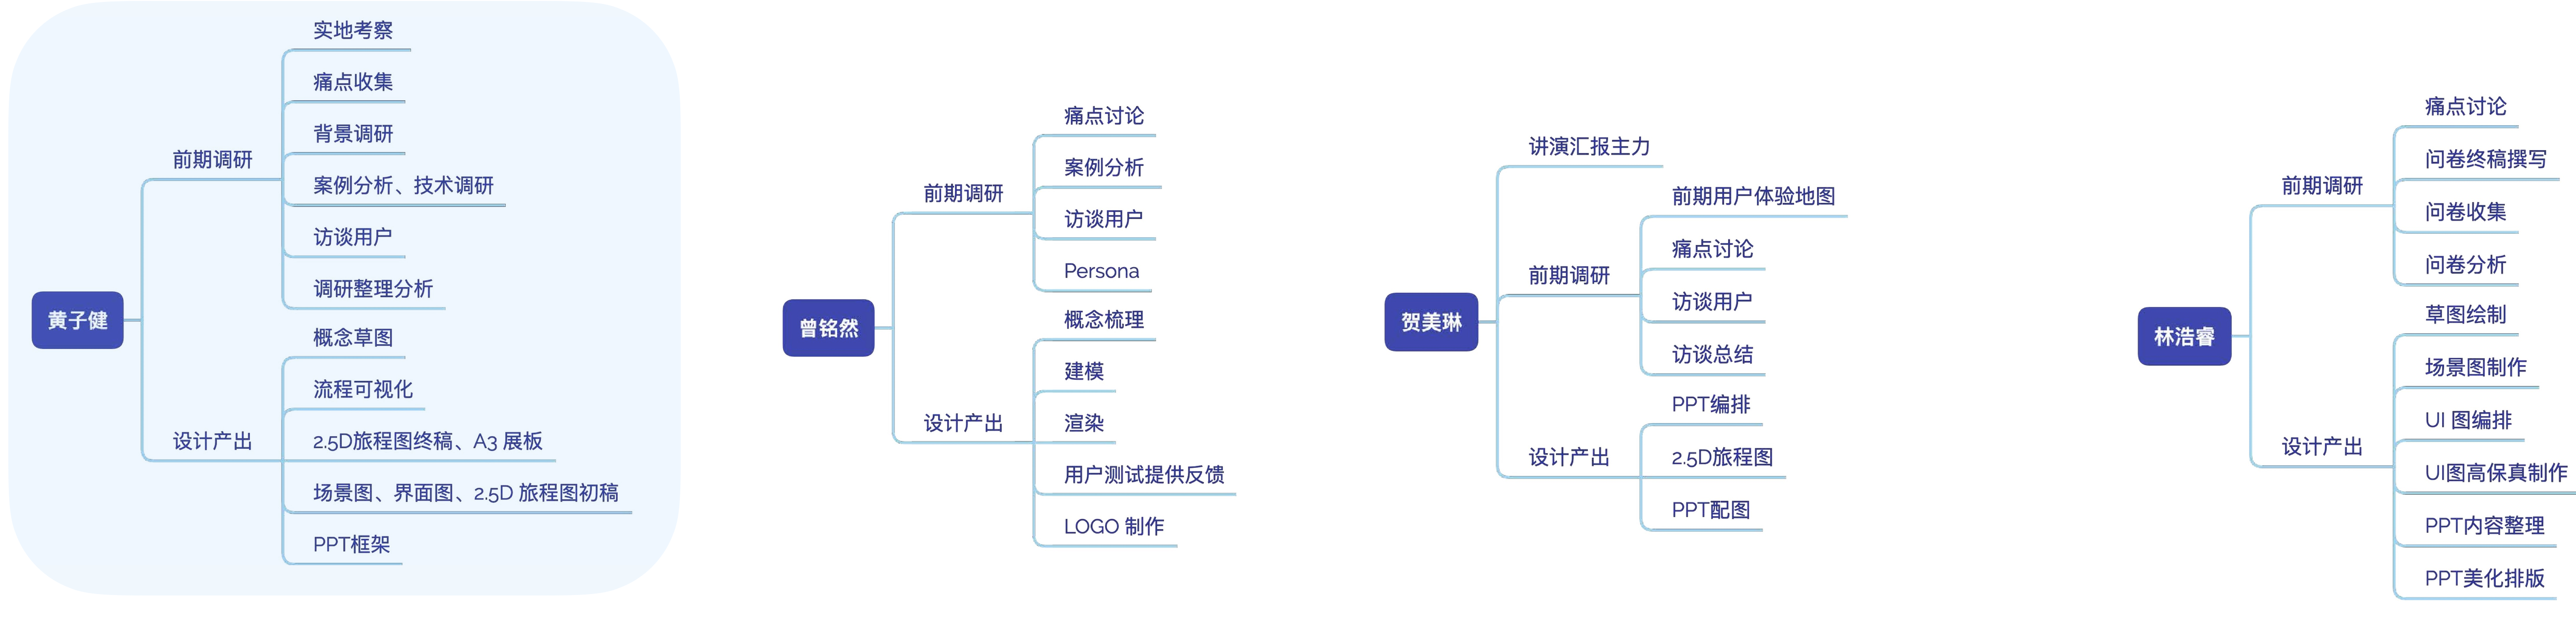 黄子健
前期调研
实地考察
痛点收集
背景调研
案例分析、技术调研
访谈用户
调研整理分析
设计产出
概念草图
流程可视化
2.5D旅程图终稿、A3 展板
场景图、界面图、2.5D 旅程图初稿
PPT框架
曾铭然
前期调研
痛点讨论
案例分析
访谈用户
Persona
设计产出
概念梳理
建模
渲染
用户测试提供反馈
LOGO 制作
贺美琳
讲演汇报主力
前期调研
前期用户体验地图
痛点讨论
访谈用户
访谈总结
设计产出
PPT编排
2.5D旅程图
PPT配图
林浩睿
前期调研
痛点讨论
问卷终稿撰写
问卷收集
问卷分析
设计产出
草图绘制
场景图制作
UI 图编排
UI图高保真制作
PPT内容整理
PPT美化排版